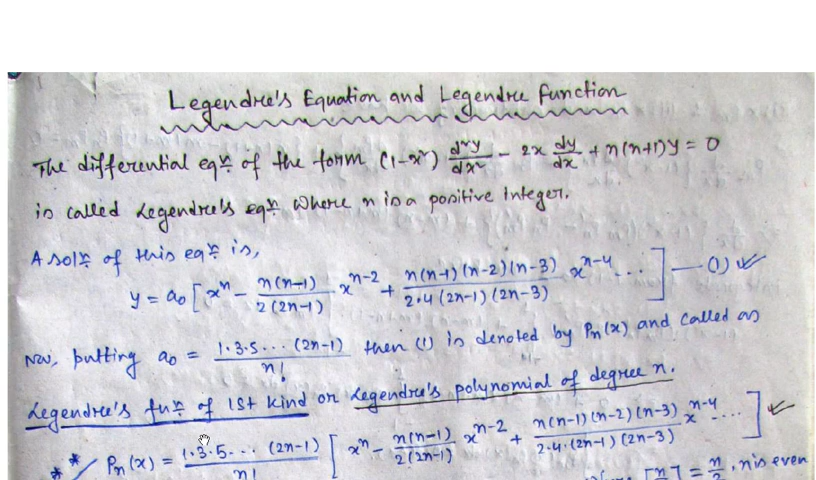 Legendre's Equation and Legendre Function
The differential eqn. of the form (1-x²) d²y/dx² - 2x dy/dx + n(n+1)y = 0
is called Legendre's eqn. where n is a positive integer.
A soln. of this eqn. is,
y = a₀ [xⁿ - n(n-1)/2(2n-1) xⁿ⁻² + n(n-1)(n-2)(n-3)/2.4(2n-1)(2n-3) xⁿ⁻⁴ ...] — (1) ✓
Now, putting a₀ = 1.3.5...(2n-1)/n! then (1) is denoted by Pn(x) and called as
Legendre's fun. of 1st kind or Legendre's polynomial of degree n.
** Pn(x) = 1.3.5...(2n-1)/n! [xⁿ - n(n-1)/2(2n-1) xⁿ⁻² + n(n-1)(n-2)(n-3)/2.4.(2n-1)(2n-3) xⁿ⁻⁴ ...] ✓
[n/2] = n/2, n is even